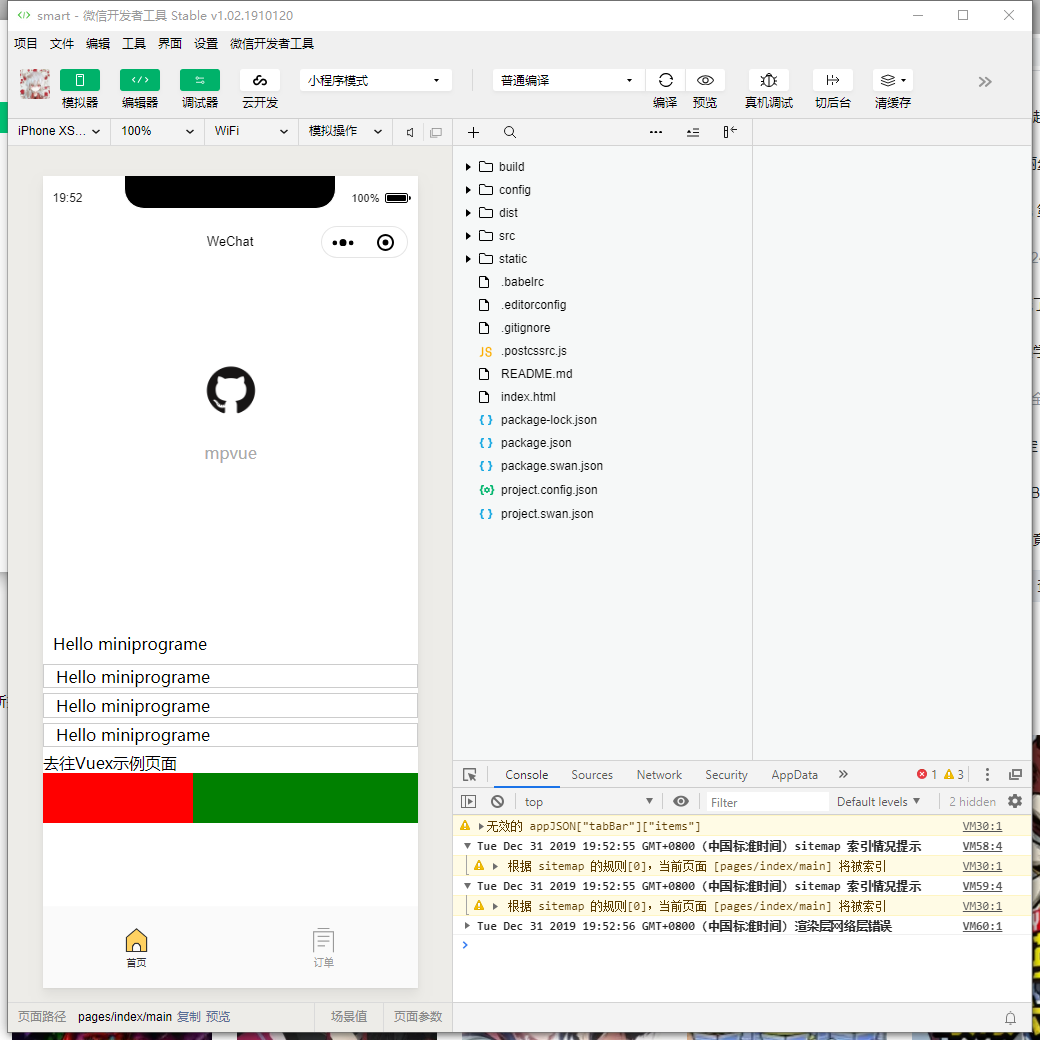 smart - 微信开发者工具 Stable v1.02.1910120
项目 文件 编辑 工具 界面 设置 微信开发者工具
小程序模式 普通编译
模拟器 编辑器 调试器 云开发 编译 预览 真机调试 切后台 清缓存
iPhone XS... 100% WiFi 模拟操作
19:52 100%
WeChat
mpvue
Hello miniprograme
Hello miniprograme
Hello miniprograme
Hello miniprograme
去往Vuex示例页面
首页 订单
页面路径 pages/index/main 复制 预览 场景值 页面参数
build
config
dist
src
static
.babelrc
.editorconfig
.gitignore
JS .postcssrc.js
README.md
index.html
{ } package-lock.json
{ } package.json
{ } package.swan.json
project.config.json
{ } project.swan.json
Console Sources Network Security AppData 1 3
top Filter Default levels 2 hidden
无效的 appJSON["tabBar"]["items"] VM30:1
Tue Dec 31 2019 19:52:55 GMT+0800 (中国标准时间) sitemap 索引情况提示 VM58:4
根据 sitemap 的规则[0]，当前页面 [pages/index/main] 将被索引 VM30:1
Tue Dec 31 2019 19:52:55 GMT+0800 (中国标准时间) sitemap 索引情况提示 VM59:4
根据 sitemap 的规则[0]，当前页面 [pages/index/main] 将被索引 VM30:1
Tue Dec 31 2019 19:52:56 GMT+0800 (中国标准时间) 渲染层网络层错误 VM60:1